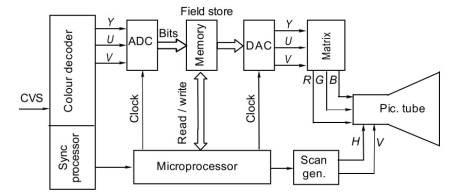 Field store
Y
U
V
Bits
Y
U
V
Colour decoder
ADC
Memory
DAC
Matrix
R G B
CVS
Clock
Read / write
Clock
Pic. tube
H
V
Sync processor
Microprocessor
Scan gen.